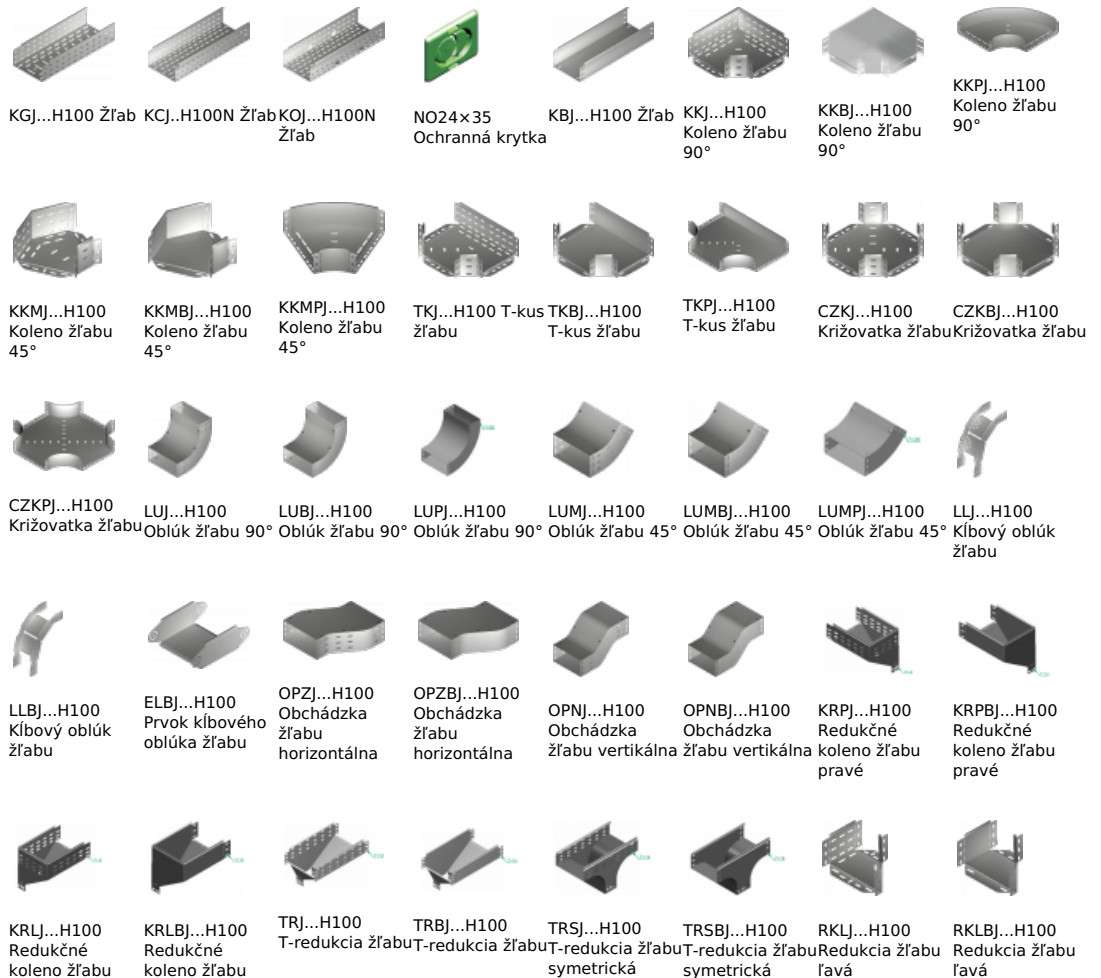 KGJ...H100 Žľab
KCJ..H100N Žľab
KOJ...H100N
Žľab
NO24×35
Ochranná krytka
KBJ...H100 Žľab
KKJ...H100
Koleno žľabu
90°
KKBJ...H100
Koleno žľabu
90°
KKPJ...H100
Koleno žľabu
90°
KKMJ...H100
Koleno žľabu
45°
KKMBJ...H100
Koleno žľabu
45°
KKMPJ...H100
Koleno žľabu
45°
TKJ...H100 T-kus
žľabu
TKBJ...H100
T-kus žľabu
TKPJ...H100
T-kus žľabu
CZKJ...H100
Križovatka žľabu
CZKBJ...H100
Križovatka žľabu
CZKPJ...H100
Križovatka žľabu
LUJ...H100
Oblúk žľabu 90°
LUBJ...H100
Oblúk žľabu 90°
LUPJ...H100
Oblúk žľabu 90°
LUMJ...H100
Oblúk žľabu 45°
LUMBJ...H100
Oblúk žľabu 45°
LUMPJ...H100
Oblúk žľabu 45°
LLJ...H100
Kĺbový oblúk
žľabu
LLBJ...H100
Kĺbový oblúk
žľabu
ELBJ...H100
Prvok kĺbového
oblúka žľabu
OPZJ...H100
Obchádzka
žľabu
horizontálna
OPZBJ...H100
Obchádzka
žľabu
horizontálna
OPNJ...H100
Obchádzka
žľabu vertikálna
OPNBJ...H100
Obchádzka
žľabu vertikálna
KRPJ...H100
Redukčné
koleno žľabu
pravé
KRPBJ...H100
Redukčné
koleno žľabu
pravé
KRLJ...H100
Redukčné
koleno žľabu
KRLBJ...H100
Redukčné
koleno žľabu
TRJ...H100
T-redukcia žľabu
TRBJ...H100
T-redukcia žľabu
TRSJ...H100
T-redukcia žľabu
symetrická
TRSBJ...H100
T-redukcia žľabu
symetrická
RKLJ...H100
Redukcia žľabu
ľavá
RKLBJ...H100
Redukcia žľabu
ľavá